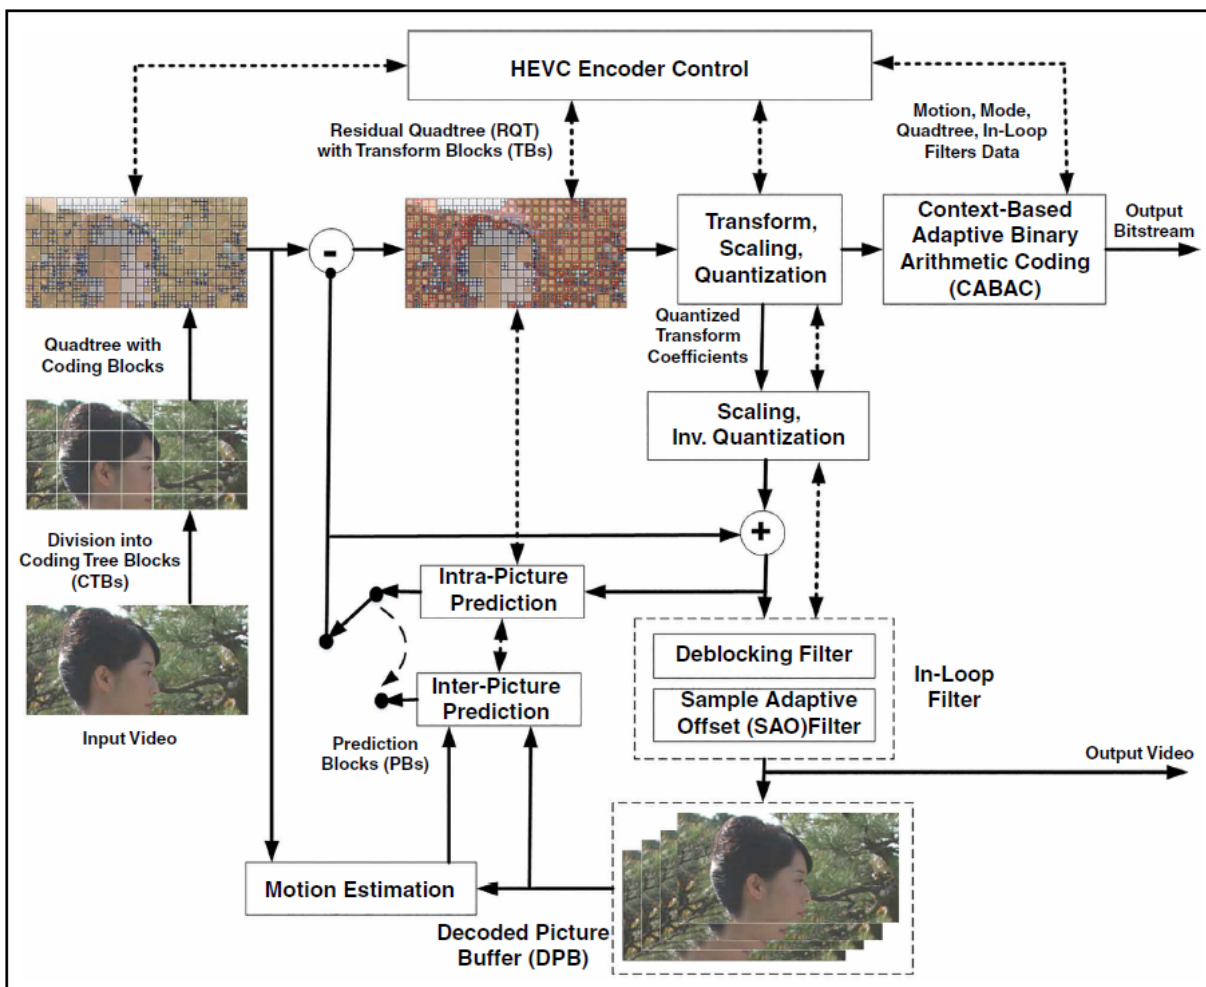 HEVC Encoder Control
Residual Quadtree (RQT)
with Transform Blocks (TBs)
Motion, Mode,
Quadtree, In-Loop
Filters Data
-
Transform,
Scaling,
Quantization
Context-Based
Adaptive Binary
Arithmetic Coding
(CABAC)
Output
Bitstream
Quadtree with
Coding Blocks
Quantized
Transform
Coefficients
Scaling,
Inv. Quantization
+
Division into
Coding Tree Blocks
(CTBs)
Intra-Picture
Prediction
Deblocking Filter
Sample Adaptive
Offset (SAO)Filter
In-Loop
Filter
Inter-Picture
Prediction
Input Video
Prediction
Blocks (PBs)
Output Video
Motion Estimation
Decoded Picture
Buffer (DPB)